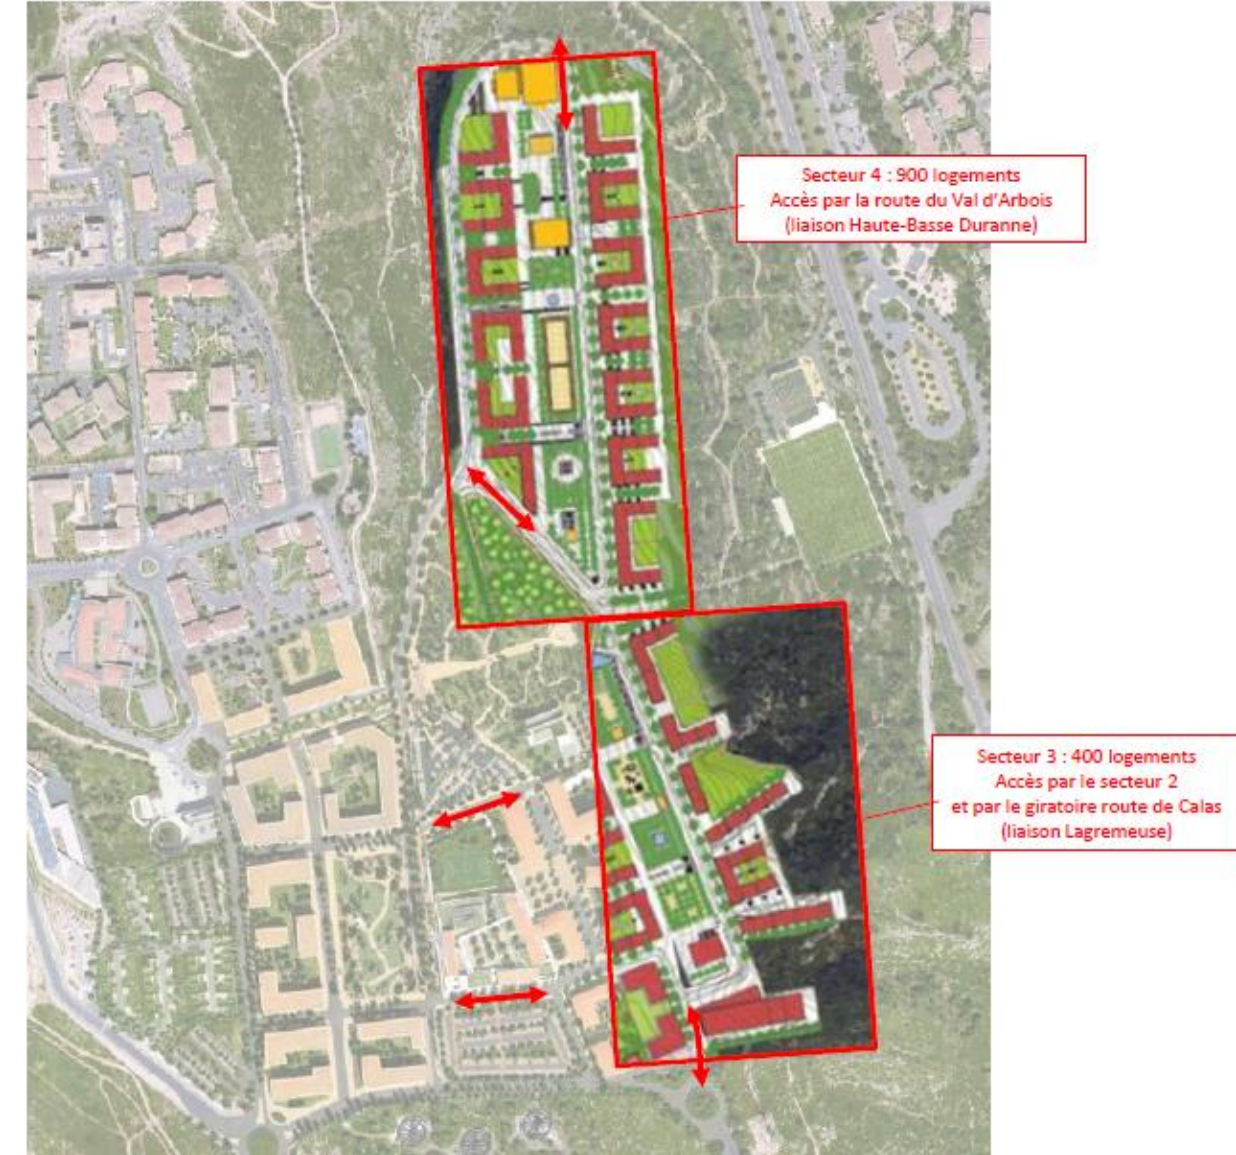 Secteur 4 : 900 logements
Accès par la route du Val d'Arbois
(liaison Haute-Basse Duranne)
Secteur 3 : 400 logements
Accès par le secteur 2
et par le giratoire route de Calas
(liaison Lagremeuse)